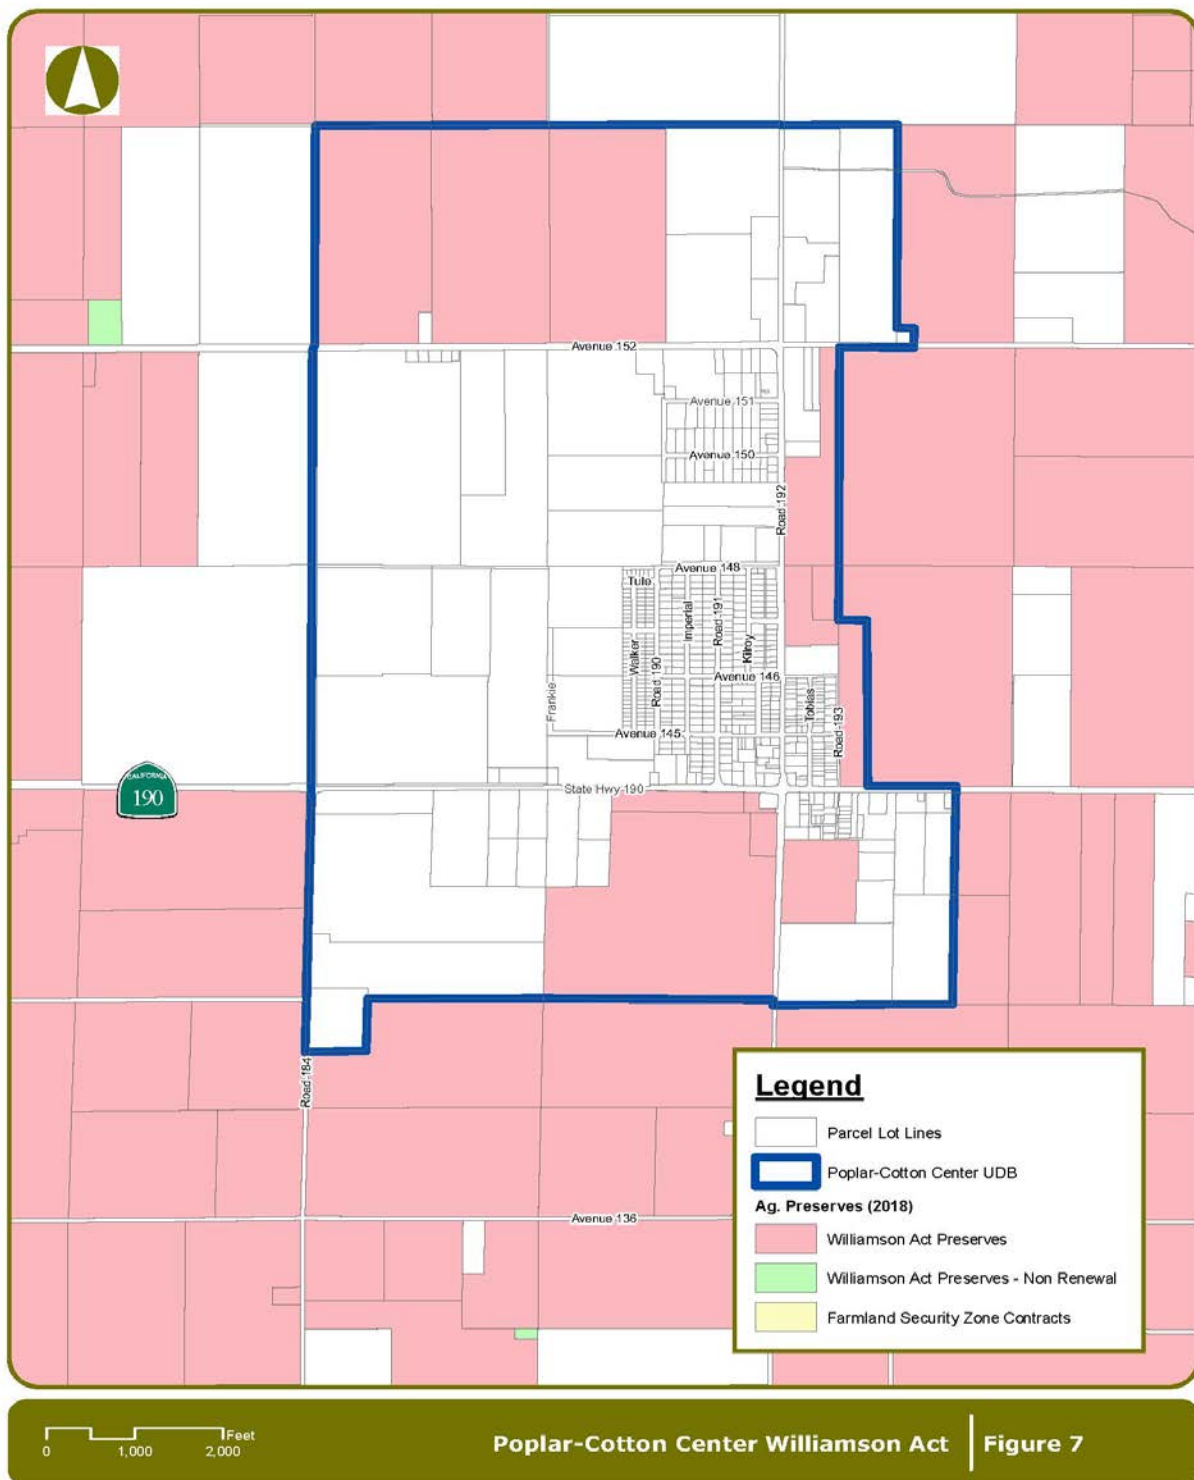 Avenue 152
Avenue 151
Avenue 150
Road 192
Avenue 148
Tule
Imperial
Road 191
Kilroy
Walker
Road 190
Avenue 146
Frankie
Tobias
Avenue 145
Road 193
CALIFORNIA
190
State Hwy 190
Road 184
Avenue 136
Legend
Parcel Lot Lines
Poplar-Cotton Center UDB
Ag. Preserves (2018)
Williamson Act Preserves
Williamson Act Preserves - Non Renewal
Farmland Security Zone Contracts
Feet
0 1,000 2,000
Poplar-Cotton Center Williamson Act Figure 7